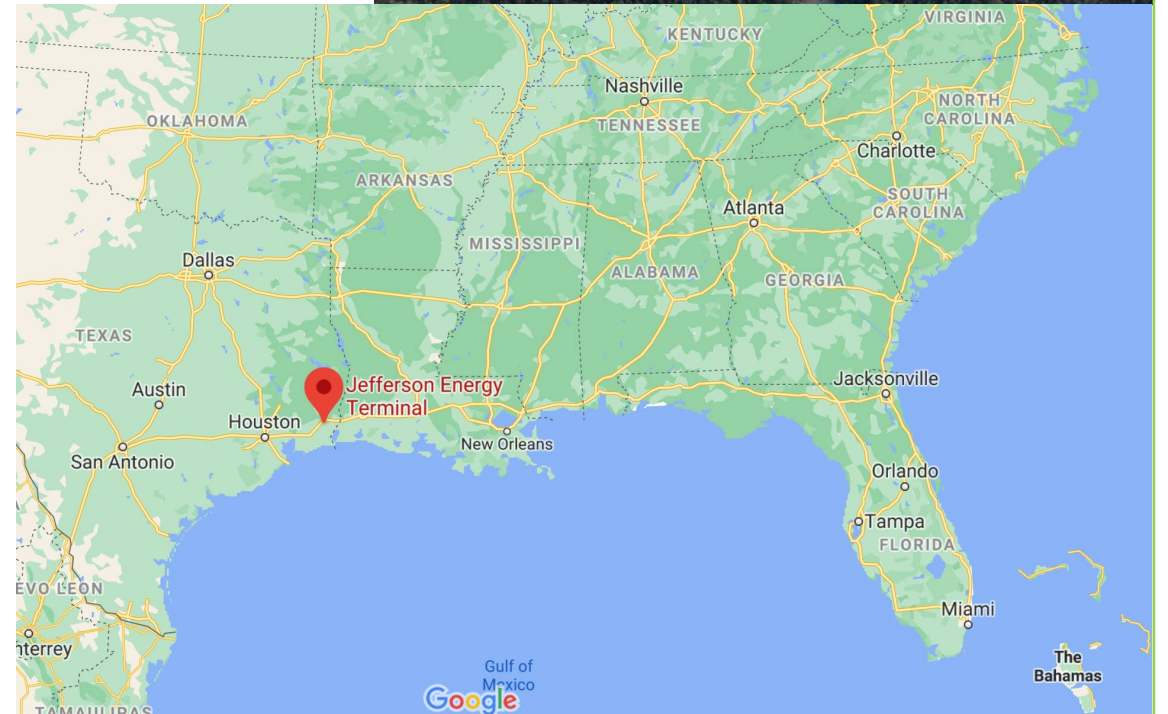 VIRGINIA
KENTUCKY
Nashville
NORTH
CAROLINA
OKLAHOMA
TENNESSEE
Charlotte
ARKANSAS
SOUTH
CAROLINA
Atlanta
MISSISSIPPI
Dallas
ALABAMA
GEORGIA
TEXAS
Jacksonville
Austin
Jefferson Energy
Terminal
Houston
New Orleans
San Antonio
Orlando
Tampa
FLORIDA
EVO LEON
Miami
nterrey
The
Bahamas
Gulf of
Mexico
Google
TAMAULIPAS